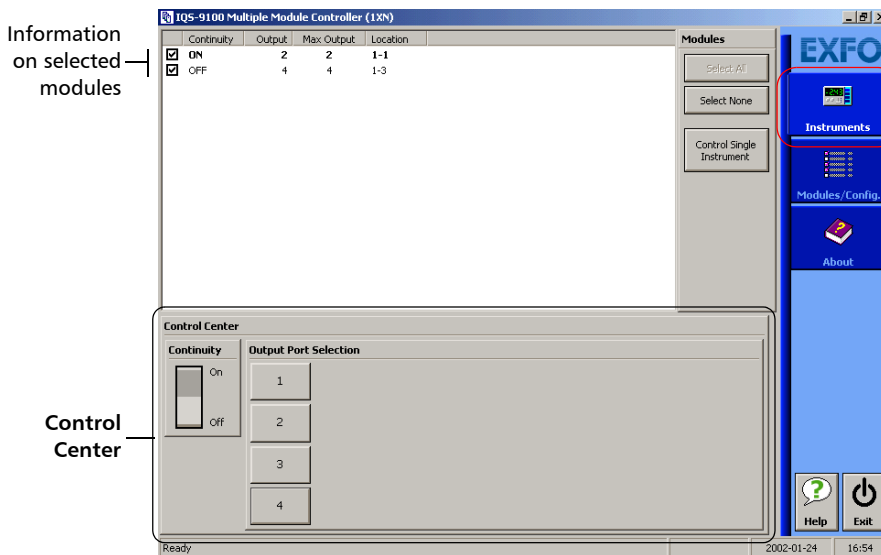 IQS-9100 Multiple Module Controller (1XN)
Information
on selected
modules
Continuity Output Max Output Location
ON 2 2 1-1
OFF 4 4 1-3
Modules
Select All
Select None
Control Single
Instrument
EXFO
Instruments
Modules/Config.
About
Control Center
Continuity
On
Off
Output Port Selection
1
2
3
4
Control
Center
Help
Exit
Ready
2002-01-24
16:54